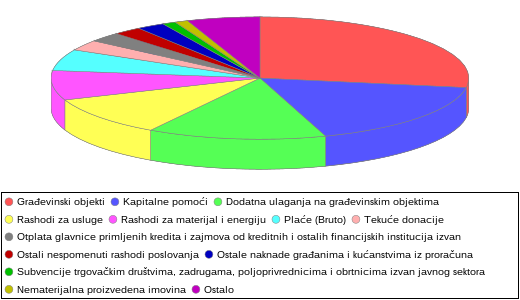 Građevinski objekti Kapitalne pomoći Dodatna ulaganja na građevinskim objektima
Rashodi za usluge Rashodi za materijal i energiju Plaće (Bruto) Tekuće donacije
Otplata glavnice primljenih kredita i zajmova od kreditnih i ostalih financijskih institucija izvan
Ostali nespomenuti rashodi poslovanja Ostale naknade građanima i kućanstvima iz proračuna
Subvencije trgovačkim društvima, zadrugama, poljoprivrednicima i obrtnicima izvan javnog sektora
Nematerijalna proizvedena imovina Ostalo